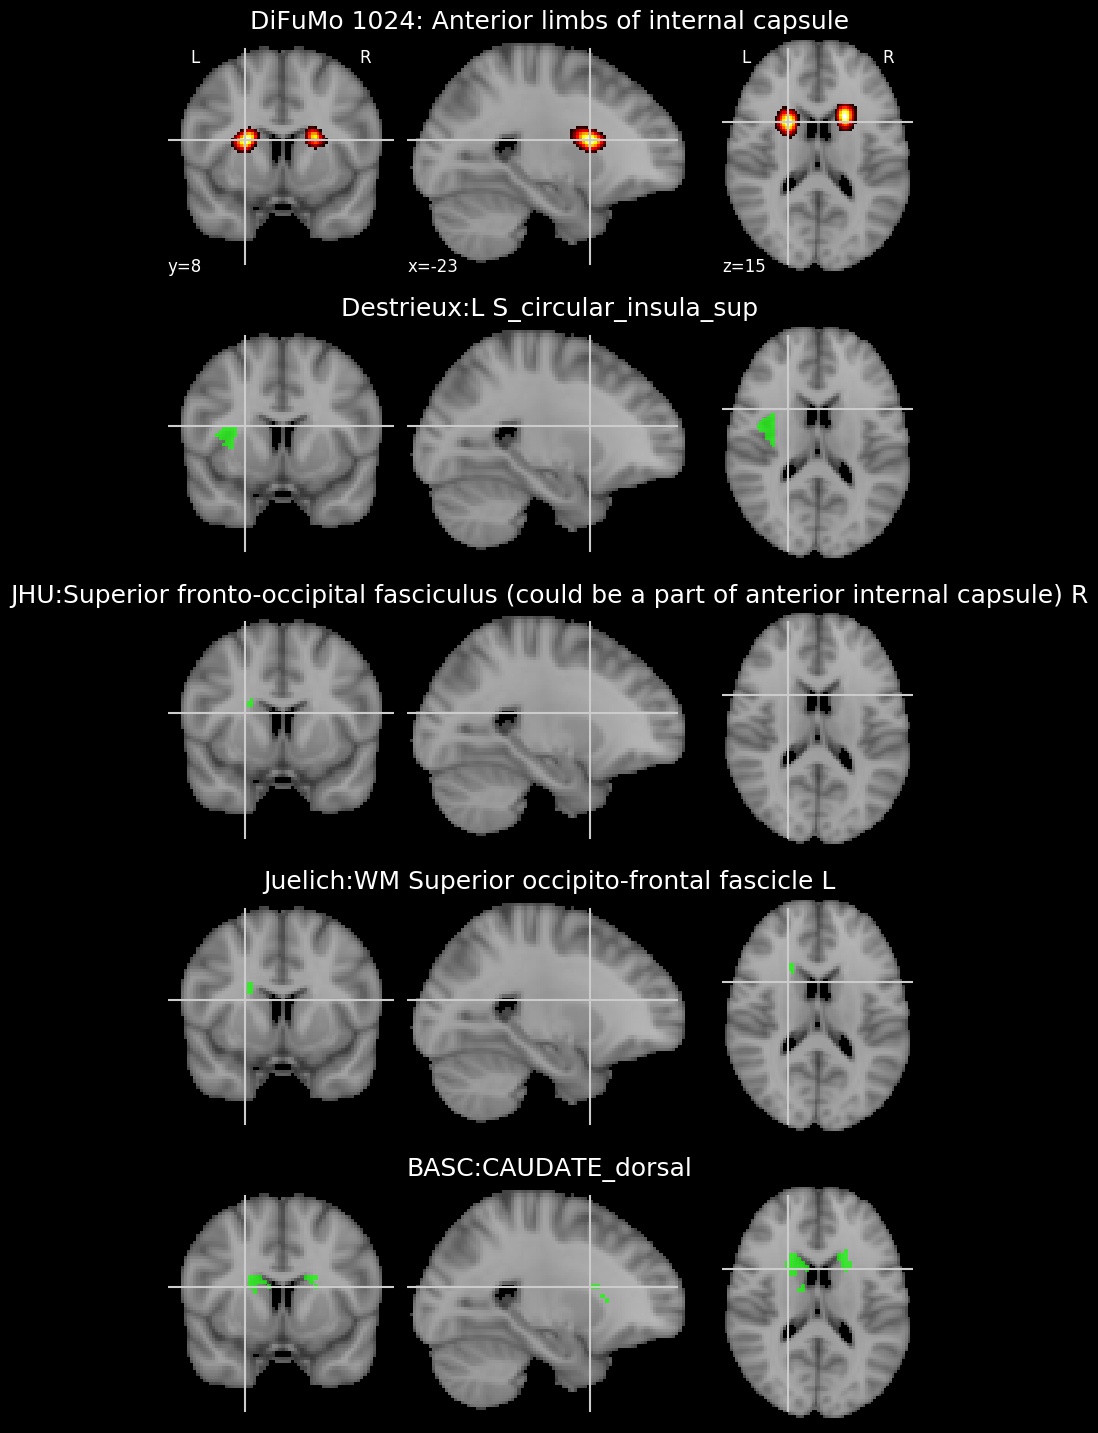 DiFuMo 1024: Anterior limbs of internal capsule
L R L R
y=8 x=-23 z=15
Destrieux:L S_circular_insula_sup
JHU:Superior fronto-occipital fasciculus (could be a part of anterior internal capsule) R
Juelich:WM Superior occipito-frontal fascicle L
BASC:CAUDATE_dorsal